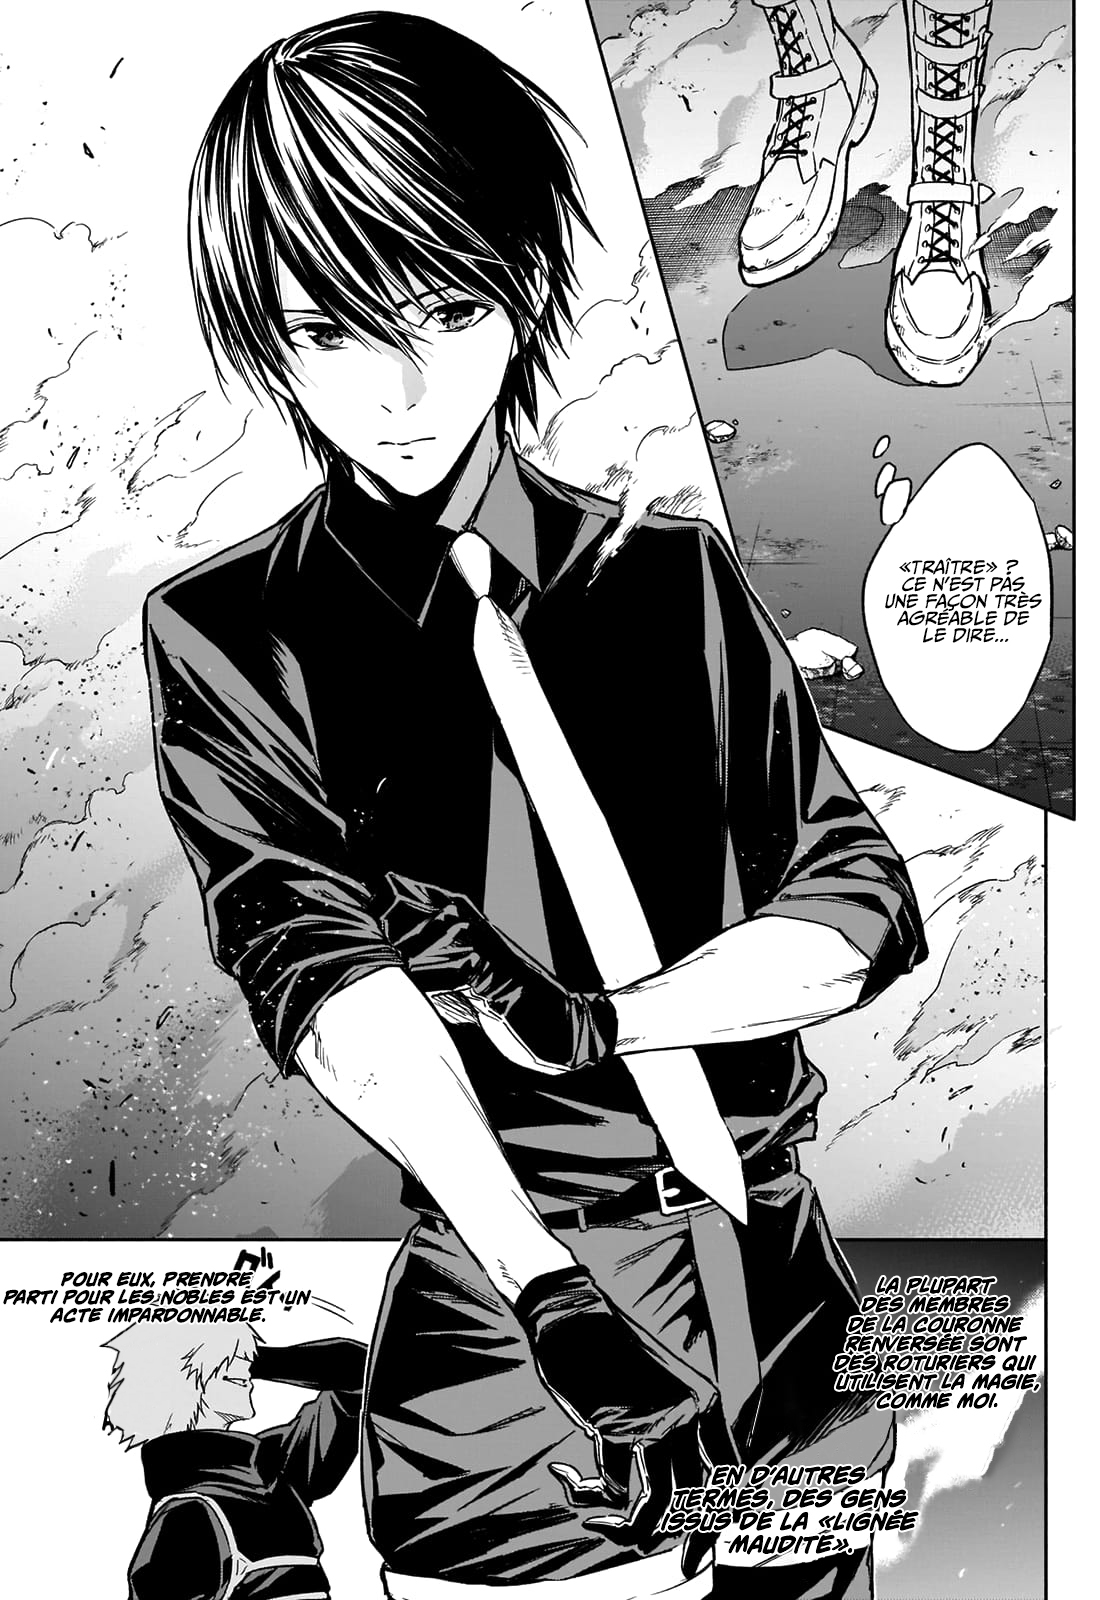 «TRAÎTRE» ?
CE N'EST PAS
UNE FAÇON TRÈS
AGRÉABLE DE
LE DIRE...
LA PLUPART
DES MEMBRES
DE LA COURONNE
RENVERSÉE SONT
DES ROTURIERS QUI
UTILISENT LA MAGIE,
COMME MOI.
EN D'AUTRES
TERMES, DES GENS
ISSUS DE LA «LIGNÉE
MAUDITE».
POUR EUX, PRENDRE
PARTI POUR LES NOBLES EST UN
ACTE IMPARDONNABLE.